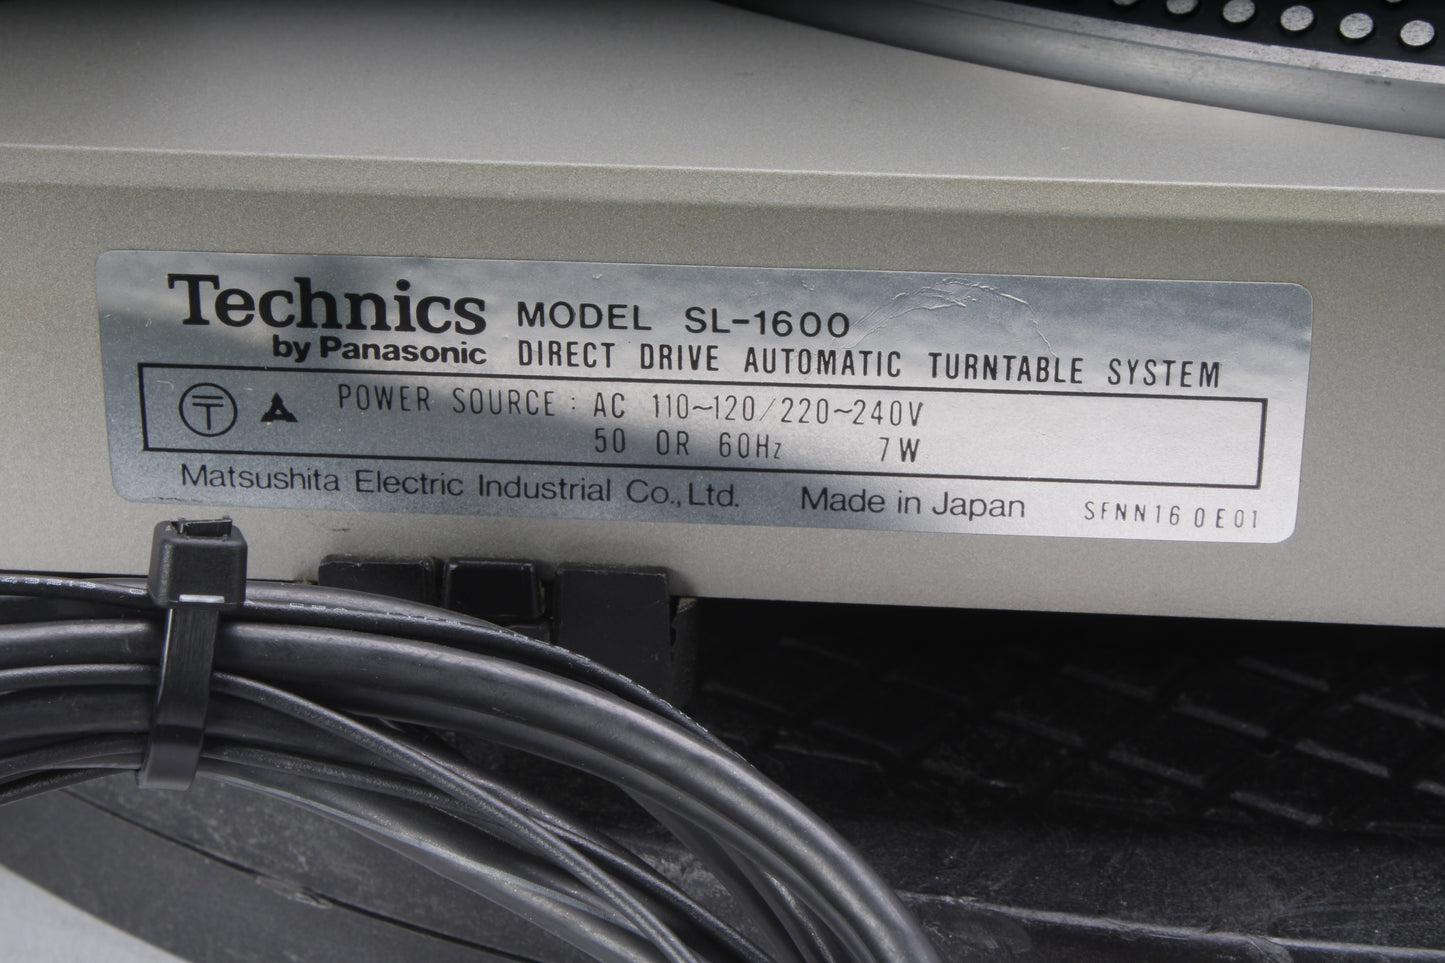 Technics MODEL SL-1600
by Panasonic DIRECT DRIVE AUTOMATIC TURNTABLE SYSTEM
POWER SOURCE : AC 110~120/220~240V
50 OR 60Hz 7W
Matsushita Electric Industrial Co., Ltd. Made in Japan SFNN160E01